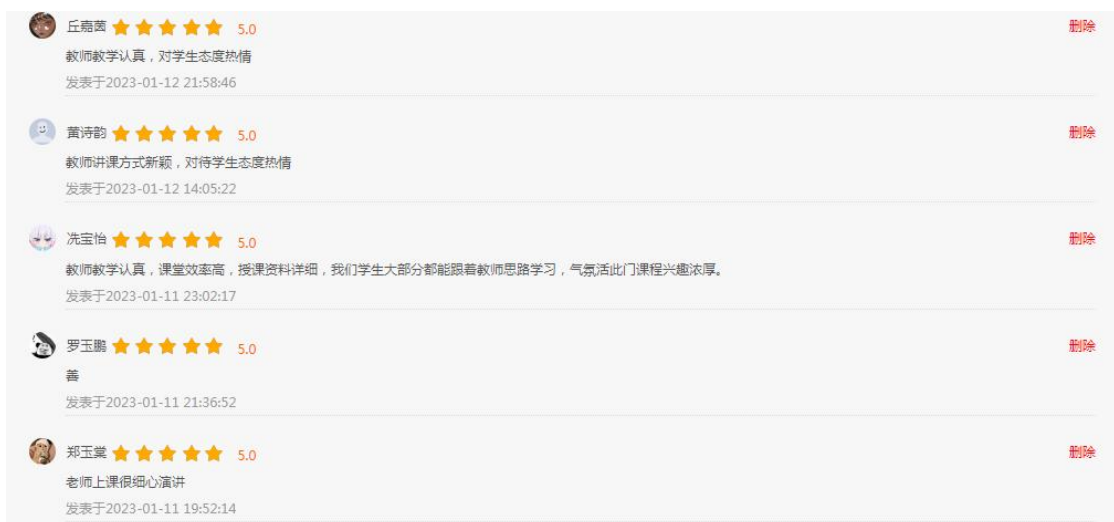 丘嘉茵 5.0 删除
教师教学认真，对学生态度热情
发表于2023-01-12 21:58:46
黄诗韵 5.0 删除
教师讲课方式新颖，对待学生态度热情
发表于2023-01-12 14:05:22
冼宝怡 5.0 删除
教师教学认真，课堂效率高，授课资料详细，我们学生大部分都能跟着教师思路学习，气氛活此门课程兴趣浓厚。
发表于2023-01-11 23:02:17
罗玉鹏 5.0 删除
善
发表于2023-01-11 21:36:52
郑玉棠 5.0 删除
老师上课很细心演讲
发表于2023-01-11 19:52:14